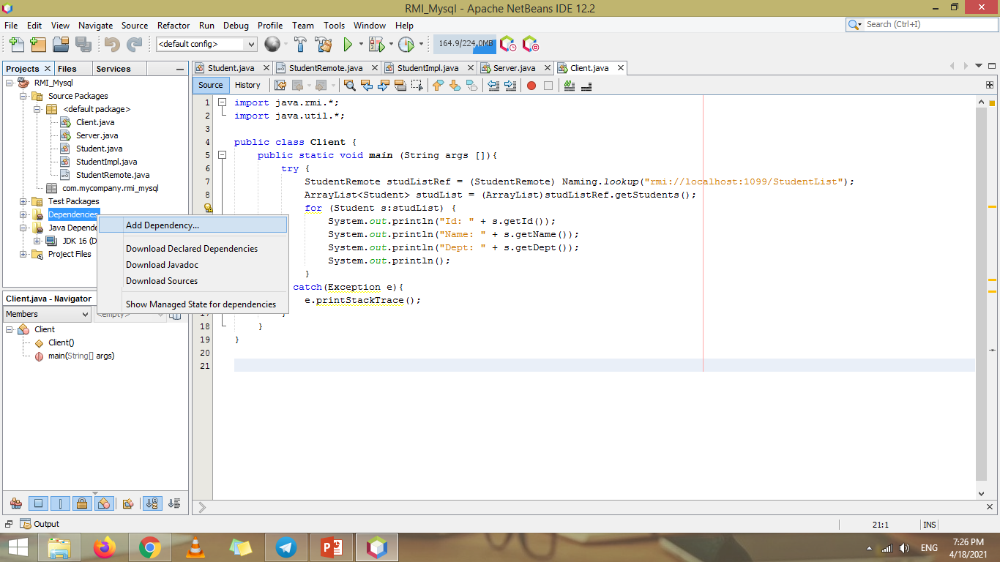 RMI_Mysql - Apache NetBeans IDE 12.2
File Edit View Navigate Source Refactor Run Debug Profile Team Tools Window Help
Search (Ctrl+I)
<default config>
164.9/224.0MB
Projects Files Services
Student.java StudentRemote.java StudentImpl.java Server.java Client.java
Source History
RMI_Mysql
Source Packages
<default package>
Client.java
Server.java
Student.java
StudentImpl.java
StudentRemote.java
com.mycompany.rmi_mysql
Test Packages
Dependencies
Java Depende
JDK 16 (D
Project Files
Add Dependency...
Download Declared Dependencies
Download Javadoc
Download Sources
Show Managed State for dependencies
1 import java.rmi.*;
2 import java.util.*;
3
4 public class Client {
5 public static void main (String args []){
6 try {
7 StudentRemote studListRef = (StudentRemote) Naming.lookup("rmi://localhost:1099/StudentList");
8 ArrayList<Student> studList = (ArrayList)studListRef.getStudents();
for (Student s:studList) {
System.out.println("Id: " + s.getId());
System.out.println("Name: " + s.getName());
System.out.println("Dept: " + s.getDept());
System.out.println();
}
catch(Exception e){
e.printStackTrace();
17 }
18 }
19 }
20
21
Client.java - Navigator
Members
<empty>
Client
Client()
main(String[] args)
Output
21:1 INS
ENG
7:26 PM
4/18/2021